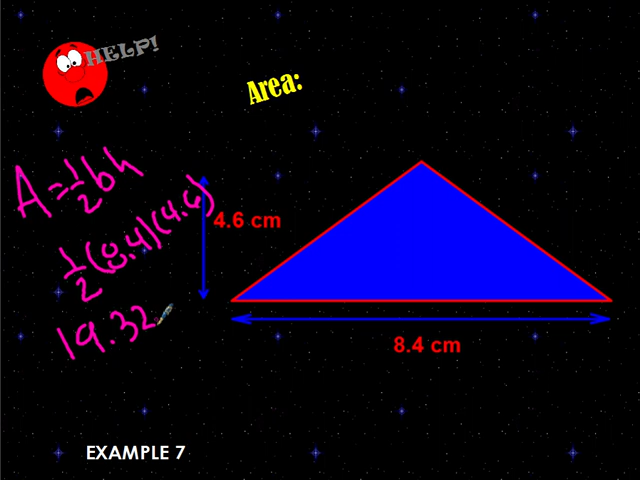 HELP!
Area:
A=1/2bh
1/2(8.4)(4.6)
19.32
4.6 cm
8.4 cm
EXAMPLE 7